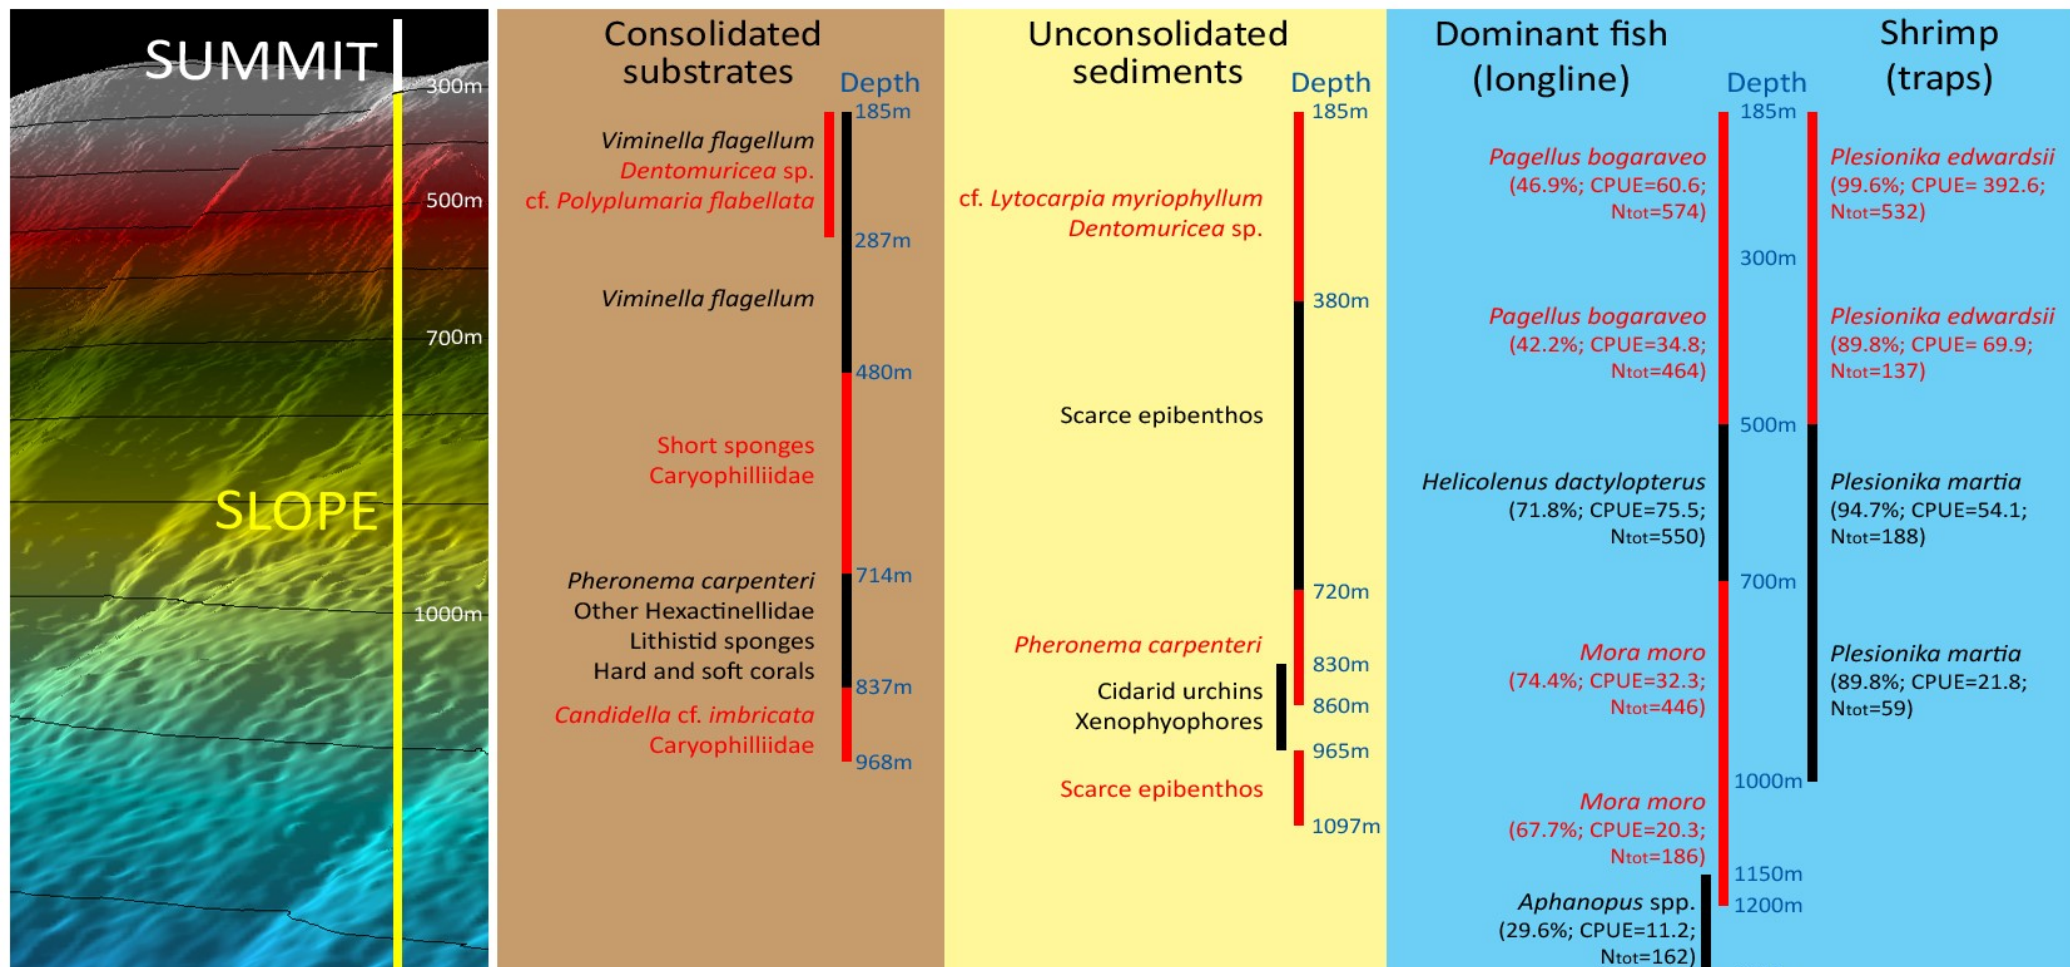 SUMMIT
300m
500m
700m
SLOPE
1000m
Consolidated
substrates
Depth
185m
Viminella flagellum
Dentomuricea sp.
cf. Polyplumaria flabellata
287m
Viminella flagellum
480m
Short sponges
Caryophilliidae
714m
Pheronema carpenteri
Other Hexactinellidae
Lithistid sponges
Hard and soft corals
837m
Candidella cf. imbricata
Caryophilliidae
968m
Unconsolidated
sediments
Depth
185m
cf. Lytocarpia myriophyllum
Dentomuricea sp.
380m
Scarce epibenthos
720m
Pheronema carpenteri
830m
Cidarid urchins
Xenophyophores
860m
965m
Scarce epibenthos
1097m
Dominant fish
(longline)
Depth
185m
Pagellus bogaraveo
(46.9%; CPUE=60.6;
Ntot=574)
300m
Pagellus bogaraveo
(42.2%; CPUE=34.8;
Ntot=464)
500m
Helicolenus dactylopterus
(71.8%; CPUE=75.5;
Ntot=550)
700m
Mora moro
(74.4%; CPUE=32.3;
Ntot=446)
1000m
Mora moro
(67.7%; CPUE=20.3;
Ntot=186)
1150m
1200m
Aphanopus spp.
(29.6%; CPUE=11.2;
Ntot=162)
Shrimp
(traps)
Plesionika edwardsii
(99.6%; CPUE= 392.6;
Ntot=532)
Plesionika edwardsii
(89.8%; CPUE= 69.9;
Ntot=137)
Plesionika martia
(94.7%; CPUE=54.1;
Ntot=188)
Plesionika martia
(89.8%; CPUE=21.8;
Ntot=59)